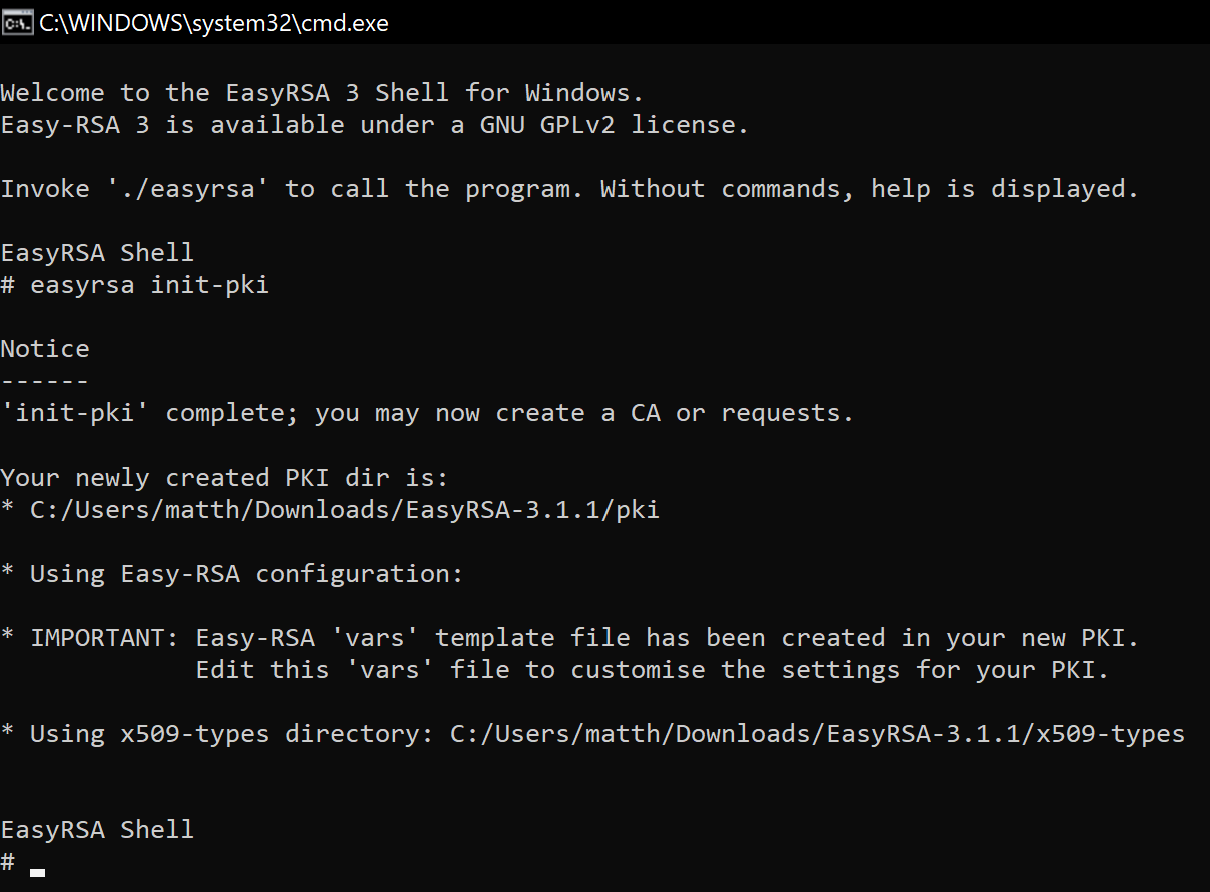 C:\WINDOWS\system32\cmd.exe
Welcome to the EasyRSA 3 Shell for Windows.
Easy-RSA 3 is available under a GNU GPLv2 license.
Invoke './easyrsa' to call the program. Without commands, help is displayed.
EasyRSA Shell
# easyrsa init-pki
Notice
------
'init-pki' complete; you may now create a CA or requests.
Your newly created PKI dir is:
* C:/Users/matth/Downloads/EasyRSA-3.1.1/pki
* Using Easy-RSA configuration:
* IMPORTANT: Easy-RSA 'vars' template file has been created in your new PKI.
Edit this 'vars' file to customise the settings for your PKI.
* Using x509-types directory: C:/Users/matth/Downloads/EasyRSA-3.1.1/x509-types
EasyRSA Shell
#